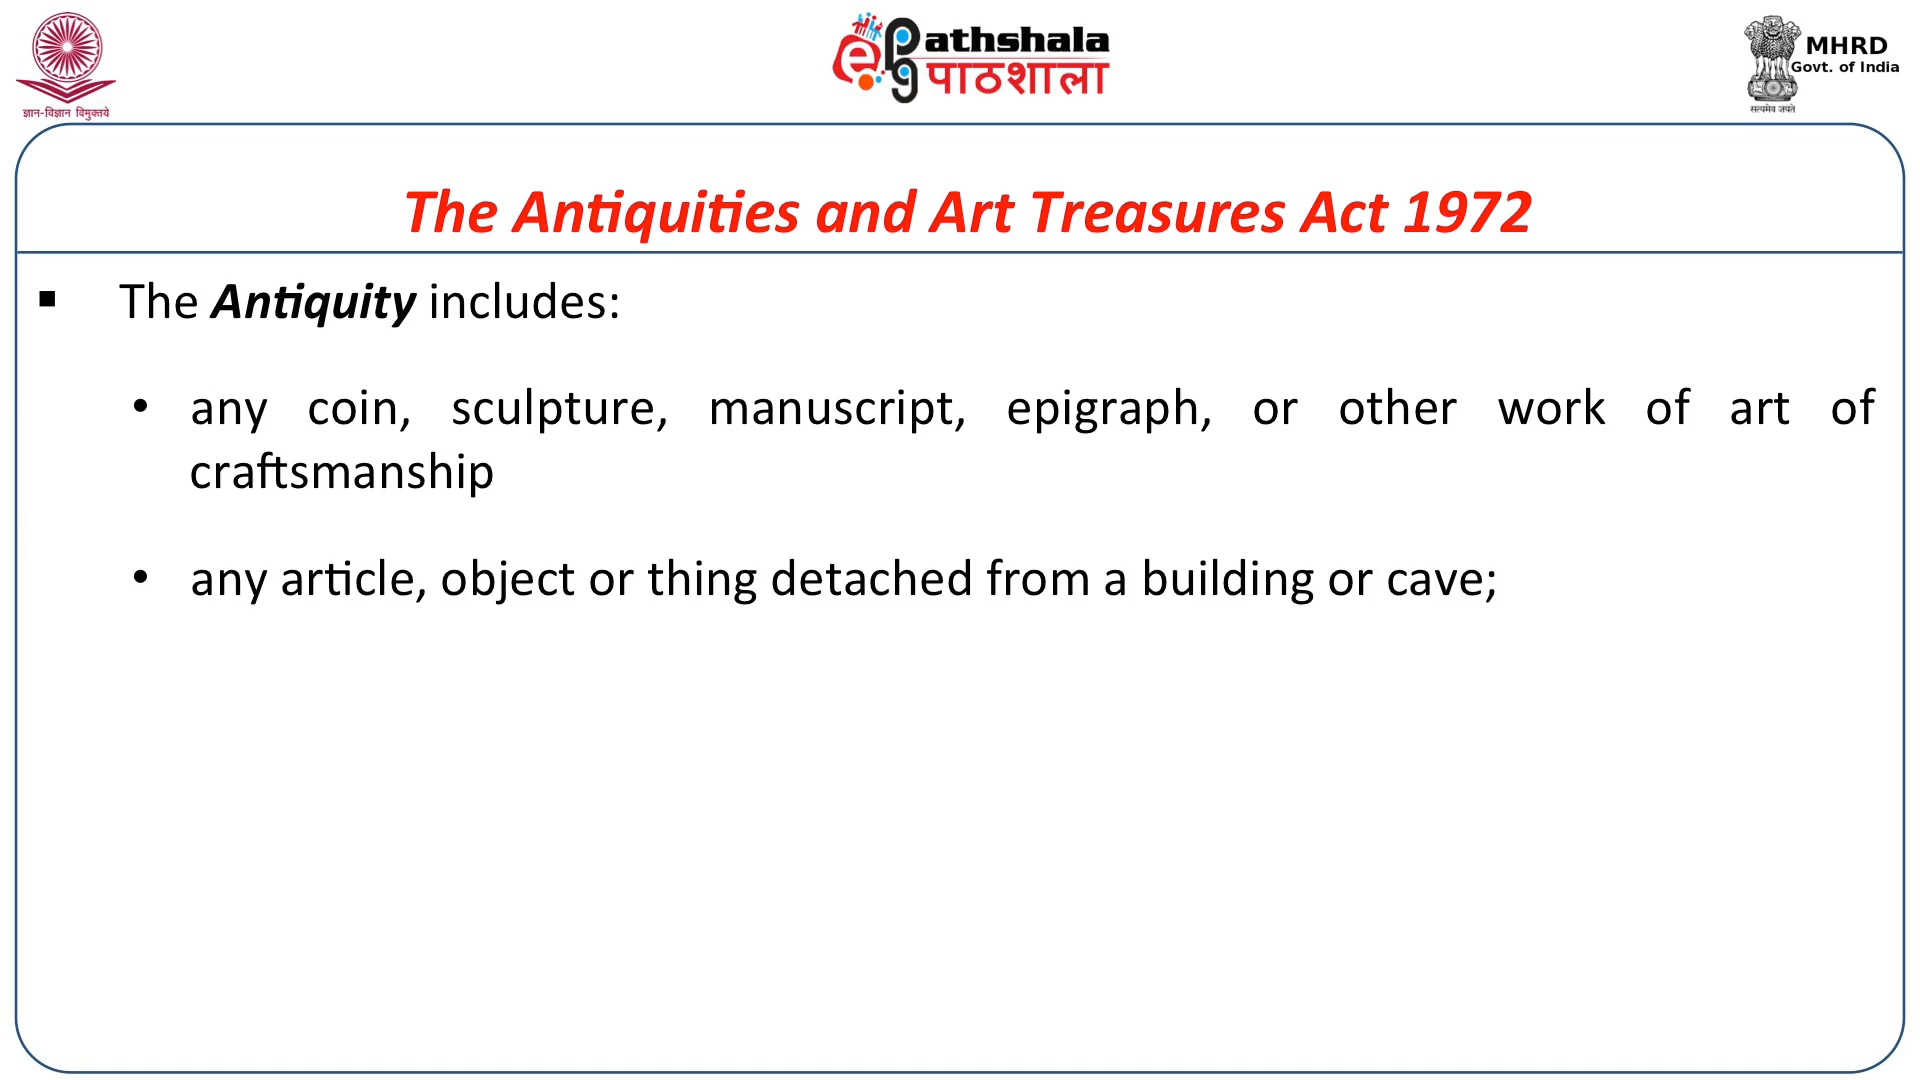 ज्ञान-विज्ञान विमुक्तये
ePathshala
पाठशाला
MHRD
Govt. of India
सत्यमेव जयते
The Antiquities and Art Treasures Act 1972
▪ The Antiquity includes:
• any coin, sculpture, manuscript, epigraph, or other work of art of
craftsmanship
• any article, object or thing detached from a building or cave;